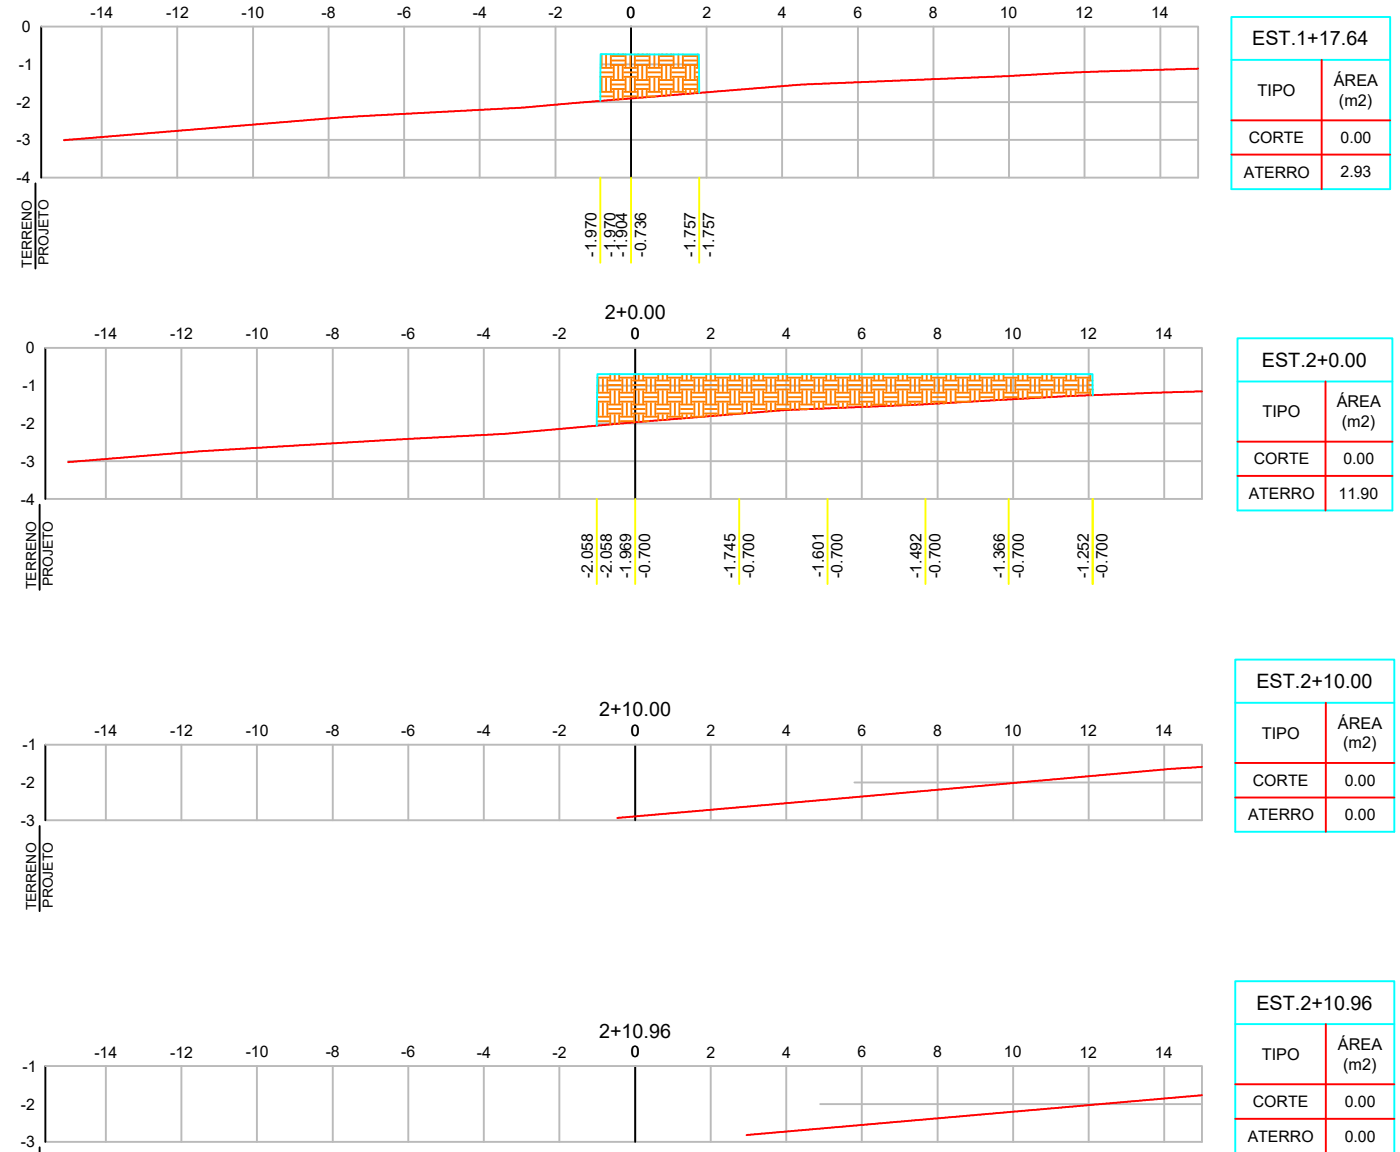 -14 -12 -10 -8 -6 -4 -2 0 2 4 6 8 10 12 14
0
-1
-2
-3
-4
TERRENO
PROJETO
-1.970
-1.970
-1.904
-0.736
-1.757
-1.757
EST.1+17.64
TIPO ÁREA
(m2)
CORTE 0.00
ATERRO 2.93
2+0.00
-14 -12 -10 -8 -6 -4 -2 0 2 4 6 8 10 12 14
0
-1
-2
-3
-4
TERRENO
PROJETO
-2.058
-2.058
-1.969
-0.700
-1.745
-0.700
-1.601
-0.700
-1.492
-0.700
-1.366
-0.700
-1.252
-0.700
EST.2+0.00
TIPO ÁREA
(m2)
CORTE 0.00
ATERRO 11.90
2+10.00
-14 -12 -10 -8 -6 -4 -2 0 2 4 6 8 10 12 14
-1
-2
-3
TERRENO
PROJETO
EST.2+10.00
TIPO ÁREA
(m2)
CORTE 0.00
ATERRO 0.00
2+10.96
-14 -12 -10 -8 -6 -4 -2 0 2 4 6 8 10 12 14
-1
-2
-3
EST.2+10.96
TIPO ÁREA
(m2)
CORTE 0.00
ATERRO 0.00